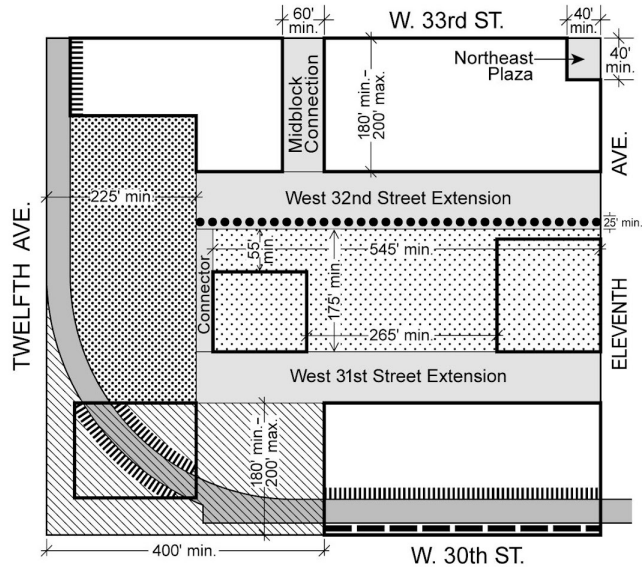 60'
min.
W. 33rd ST.
40'
min.
Northeast
Plaza
40'
min.
Midblock
Connection
180' min.-
200' max.
AVE.
225' min.
West 32nd Street Extension
25' min.
TWELFTH AVE.
55'
min.
545' min.
Connector
175' min.
265' min.
ELEVENTH
West 31st Street Extension
180' min.-
200' max.
400' min.
W. 30th ST.